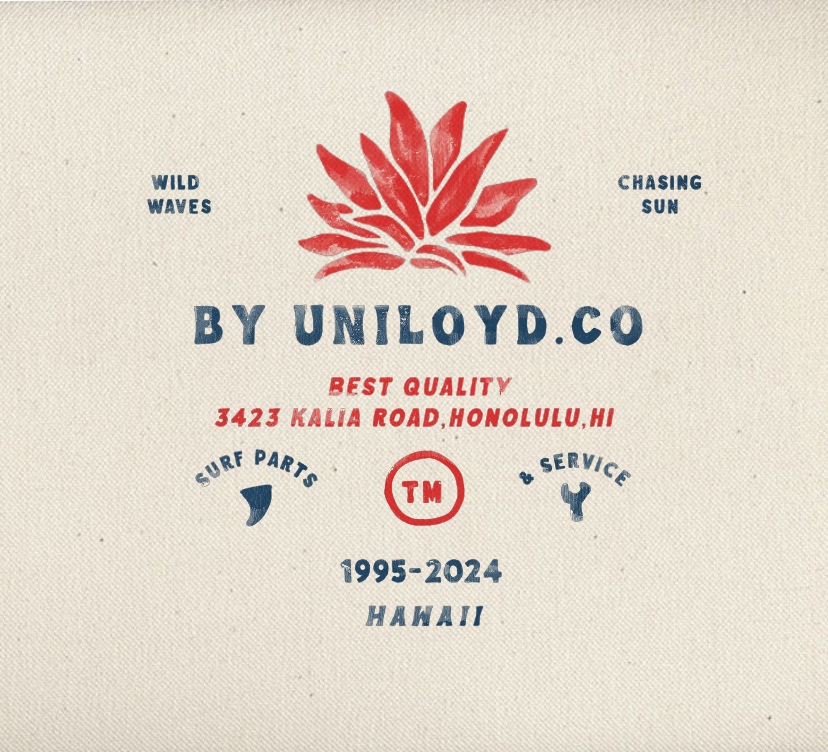 WILD
WAVES
CHASING
SUN
BY UNILOYD.CO
BEST QUALITY
3423 KALIA ROAD,HONOLULU,HI
SURF PARTS
TM
& SERVICE
1995-2024
HAWAII